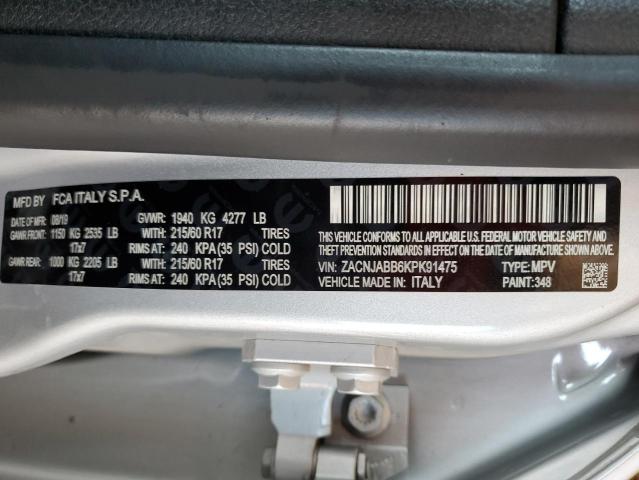 MFD BY FCA ITALY S.P.A.
DATE OF MFR: 08/19 GVWR: 1940 KG 4277 LB
GAWR FRONT: 1150 KG 2535 LB 215/60 R17 TIRES
17x7 RIMS AT: 240 KPA(35 PSI) COLD
GAWR REAR: 1000 KG 2205 LB 215/60 R17 TIRES
17x7 RIMS AT: 240 KPA(35 PSI) COLD
THIS VEHICLE CONFORMS TO ALL APPLICABLE U.S. FEDERAL MOTOR VEHICLE SAFETY AND THEFT PREVENTION STANDARDS IN EFFECT ON THE DATE OF MANUFACTURE SHOWN ABOVE.
VIN: ZACNJABB6KPK91475 TYPE: MPV
VEHICLE MADE IN: ITALY PAINT: 348